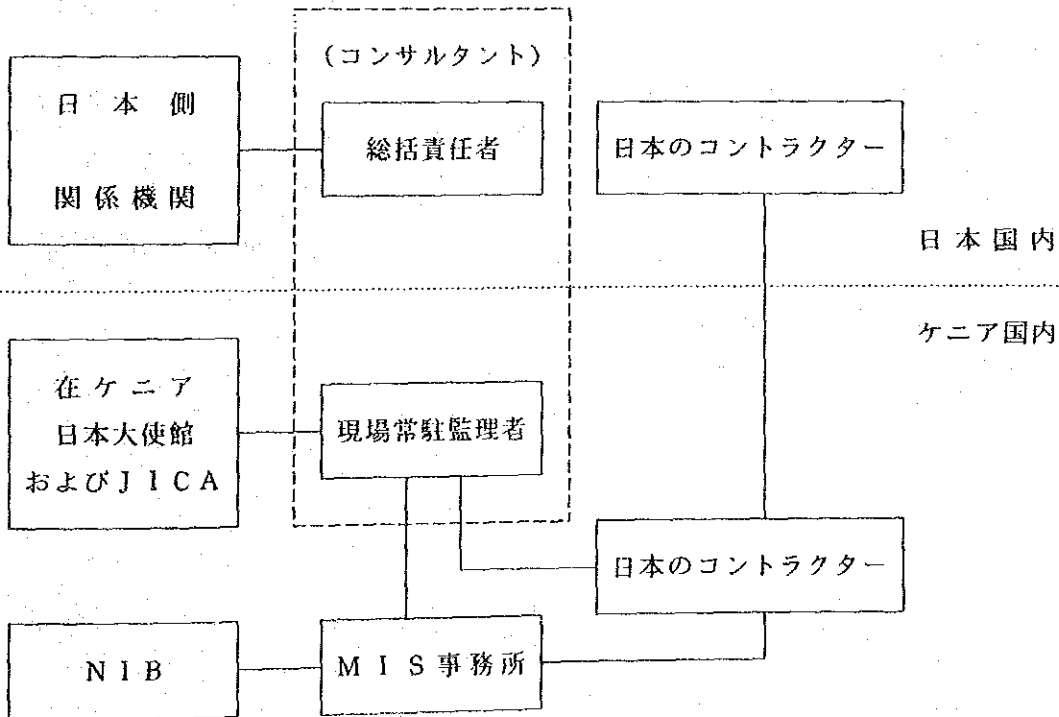 (コンサルタント)
日本側
関係機関
総括責任者
日本のコントラクター
日本国内
ケニア国内
在ケニア
日本大使館
およびJICA
現場常駐監理者
日本のコントラクター
NIB
MIS事務所